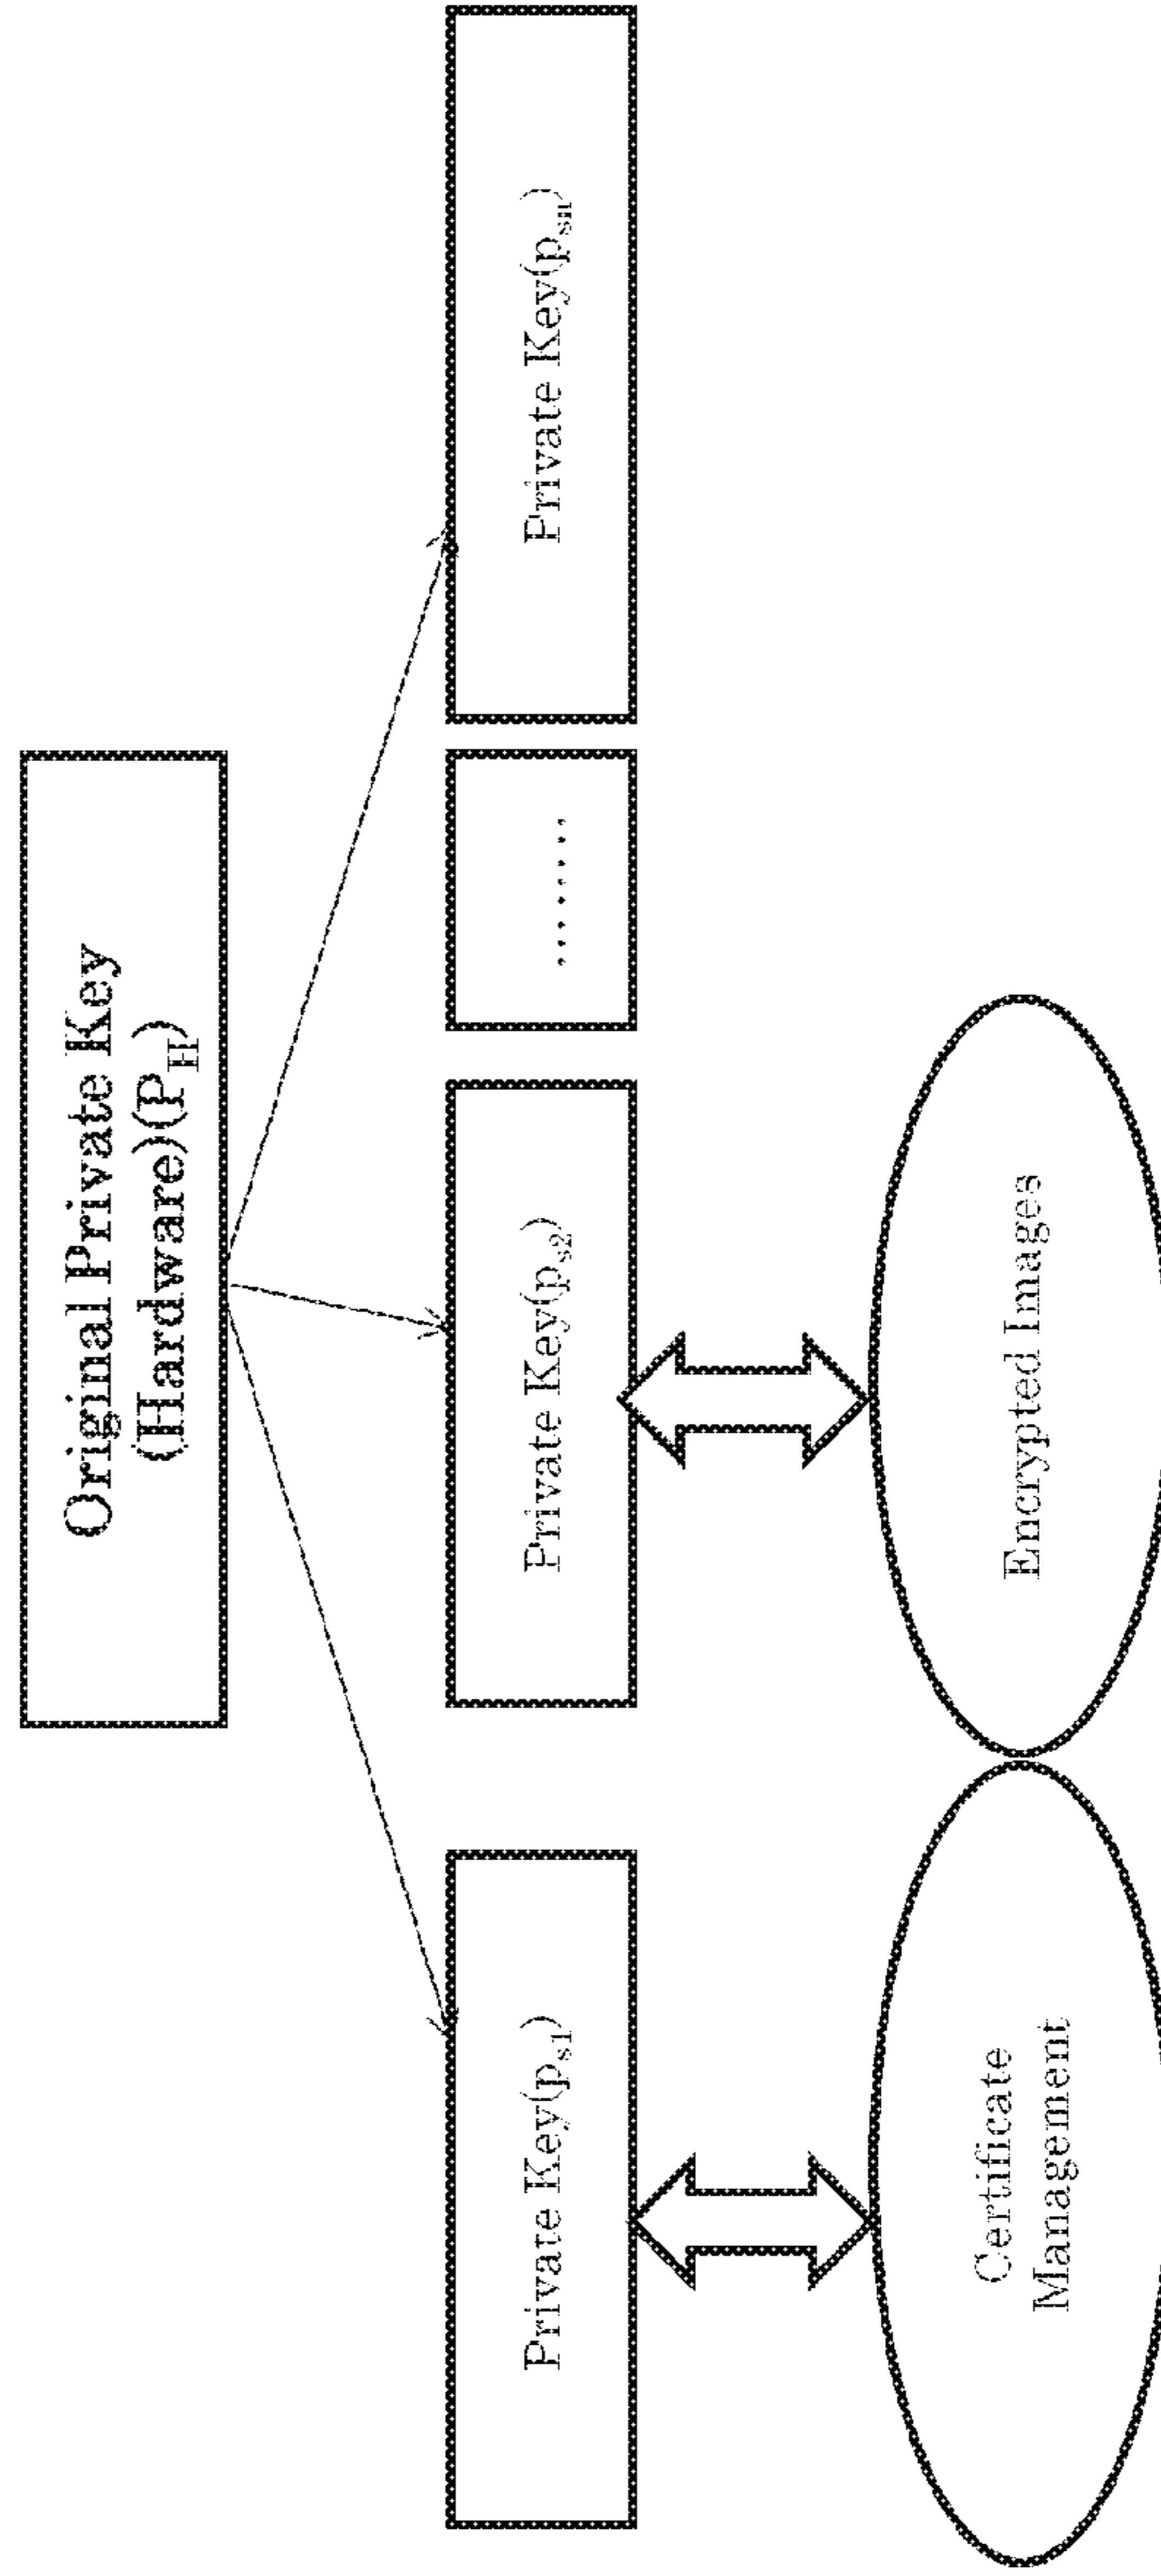 Original Private Key
(Hardware)(P_H)
Private Key(p_s1)
Private Key(p_s2)
........
Private Key(p_sn)
Certificate
Management
Encrypted Images